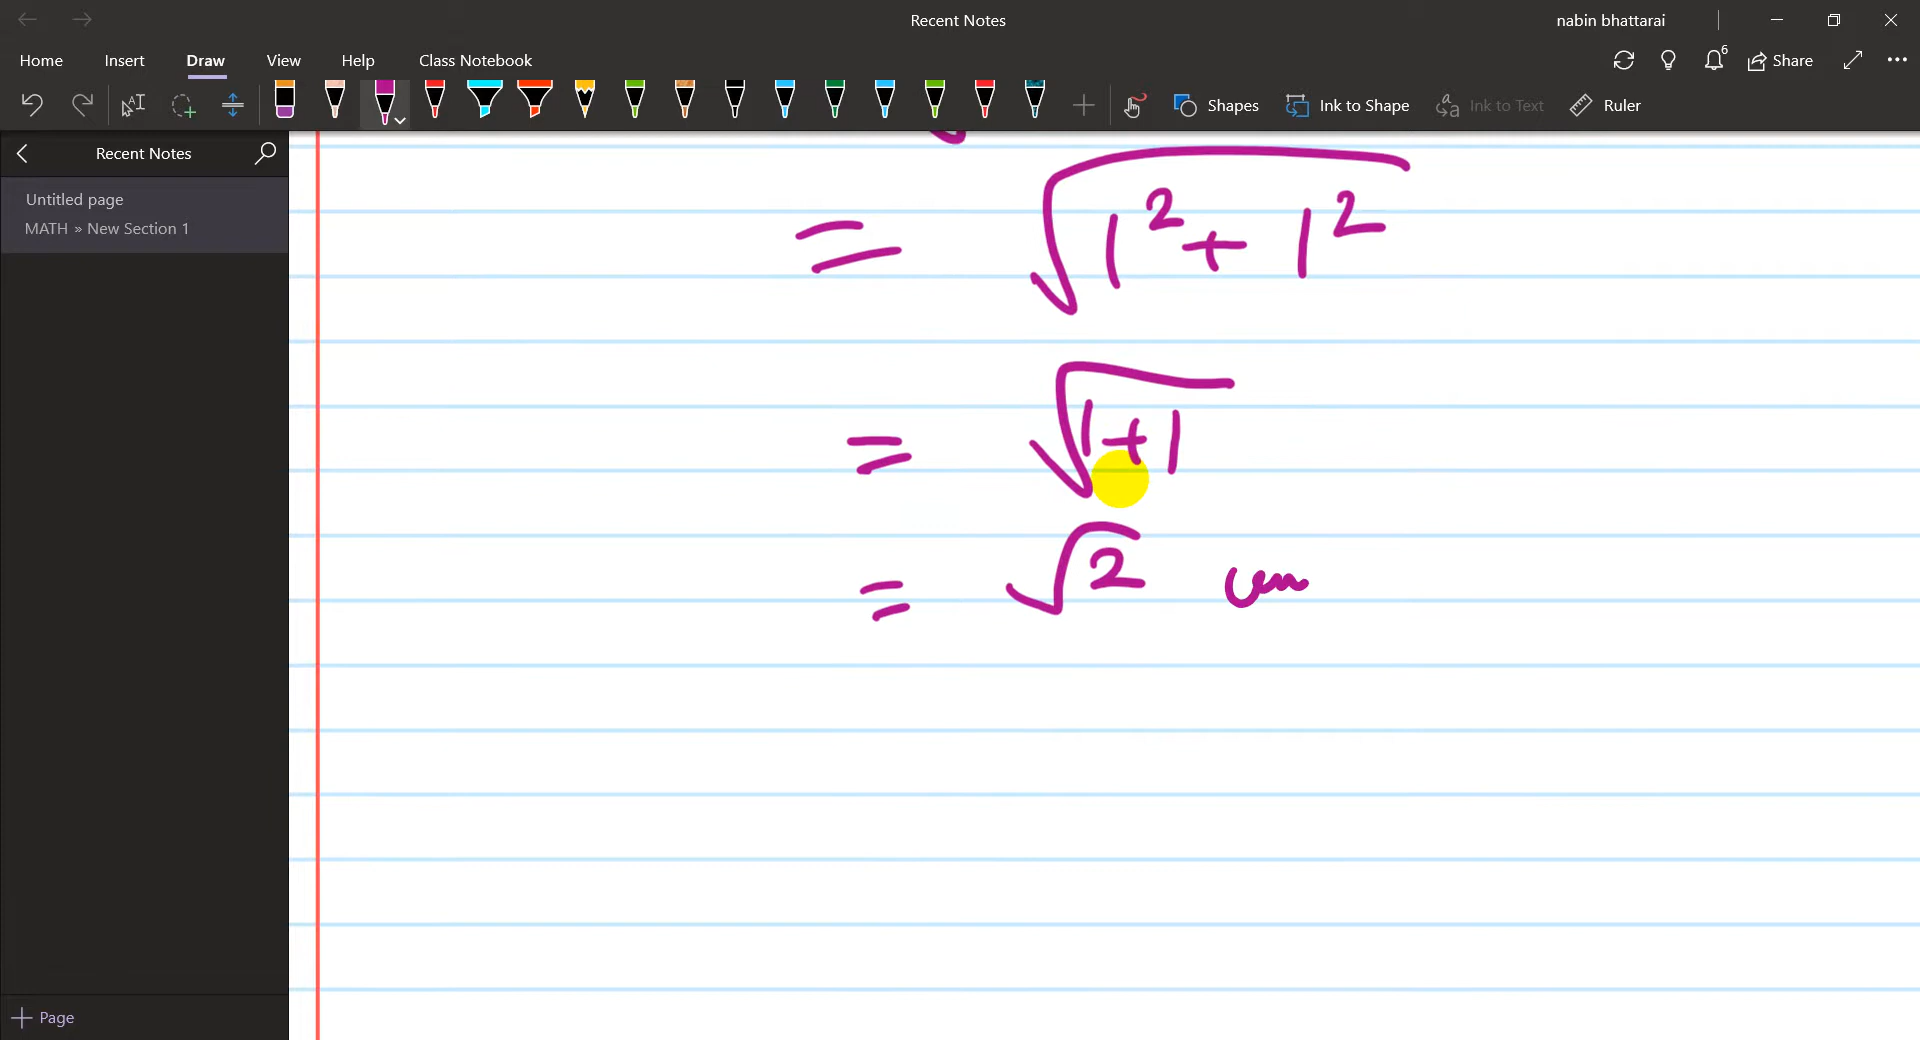 Recent Notes
nabin bhattarai
Home Insert Draw View Help Class Notebook
6
Share
Shapes Ink to Shape Ink to Text Ruler
Recent Notes
Untitled page
MATH » New Section 1
= √1² + 1²
= √1+1
= √2 cm
Page